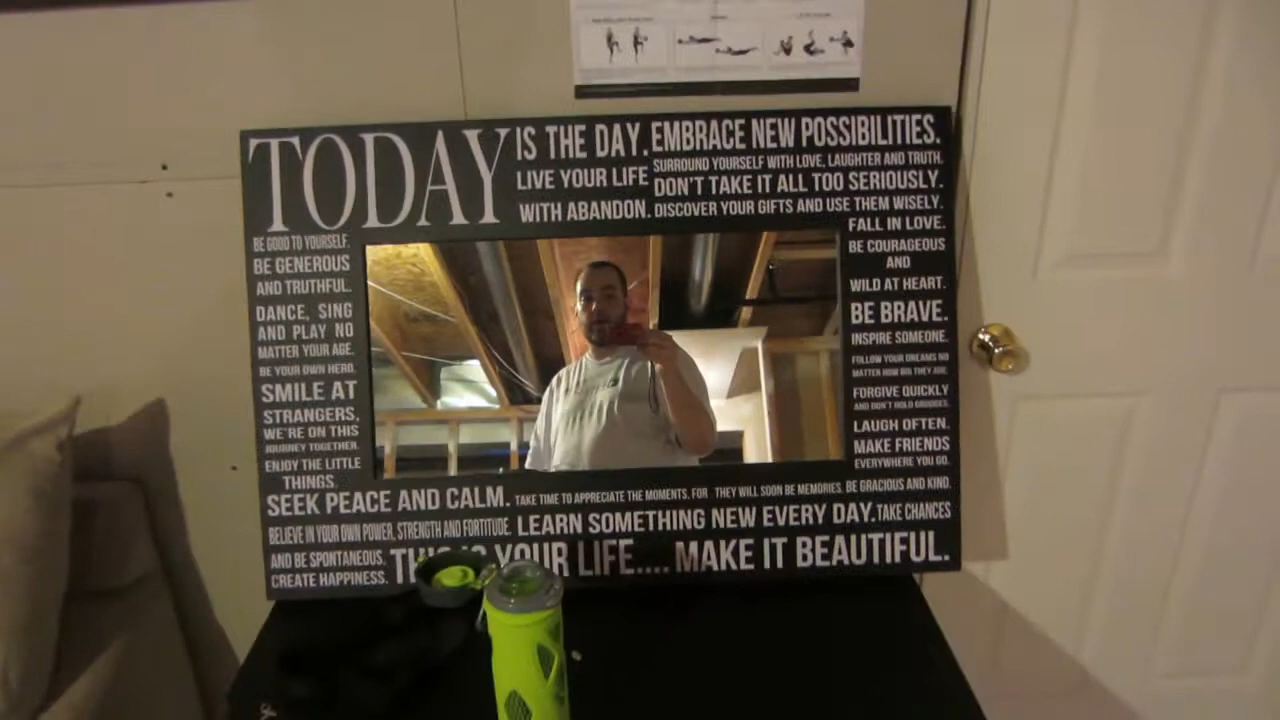 TODAY IS THE DAY. EMBRACE NEW POSSIBILITIES.
SURROUND YOURSELF WITH LOVE, LAUGHTER AND TRUTH.
LIVE YOUR LIFE DON'T TAKE IT ALL TOO SERIOUSLY.
WITH ABANDON. DISCOVER YOUR GIFTS AND USE THEM WISELY.
FALL IN LOVE.
BE COURAGEOUS
AND
WILD AT HEART.
BE BRAVE.
INSPIRE SOMEONE.
FOLLOW YOUR DREAMS NO
MATTER HOW BIG THEY ARE.
FORGIVE QUICKLY
AND DON'T HOLD GRUDGES.
LAUGH OFTEN.
MAKE FRIENDS
EVERYWHERE YOU GO.
BE GOOD TO YOURSELF.
BE GENEROUS
AND TRUTHFUL.
DANCE, SING
AND PLAY NO
MATTER YOUR AGE.
BE YOUR OWN HERO.
SMILE AT
STRANGERS,
WE'RE ON THIS
JOURNEY TOGETHER.
ENJOY THE LITTLE
THINGS.
SEEK PEACE AND CALM. TAKE TIME TO APPRECIATE THE MOMENTS, FOR THEY WILL SOON BE MEMORIES. BE GRACIOUS AND KIND.
BELIEVE IN YOUR OWN POWER, STRENGTH AND FORTITUDE. LEARN SOMETHING NEW EVERY DAY. TAKE CHANCES
AND BE SPONTANEOUS. THIS IS YOUR LIFE.... MAKE IT BEAUTIFUL.
CREATE HAPPINESS.